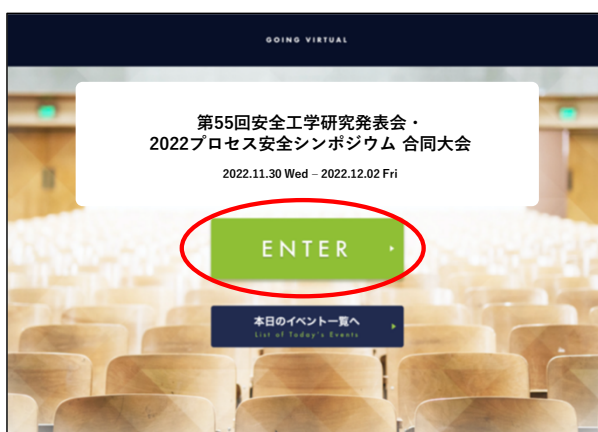 GOING VIRTUAL
第55回安全工学研究発表会・
2022プロセス安全シンポジウム 合同大会
2022.11.30 Wed – 2022.12.02 Fri
ENTER
本日のイベント一覧へ
List of Today's Events